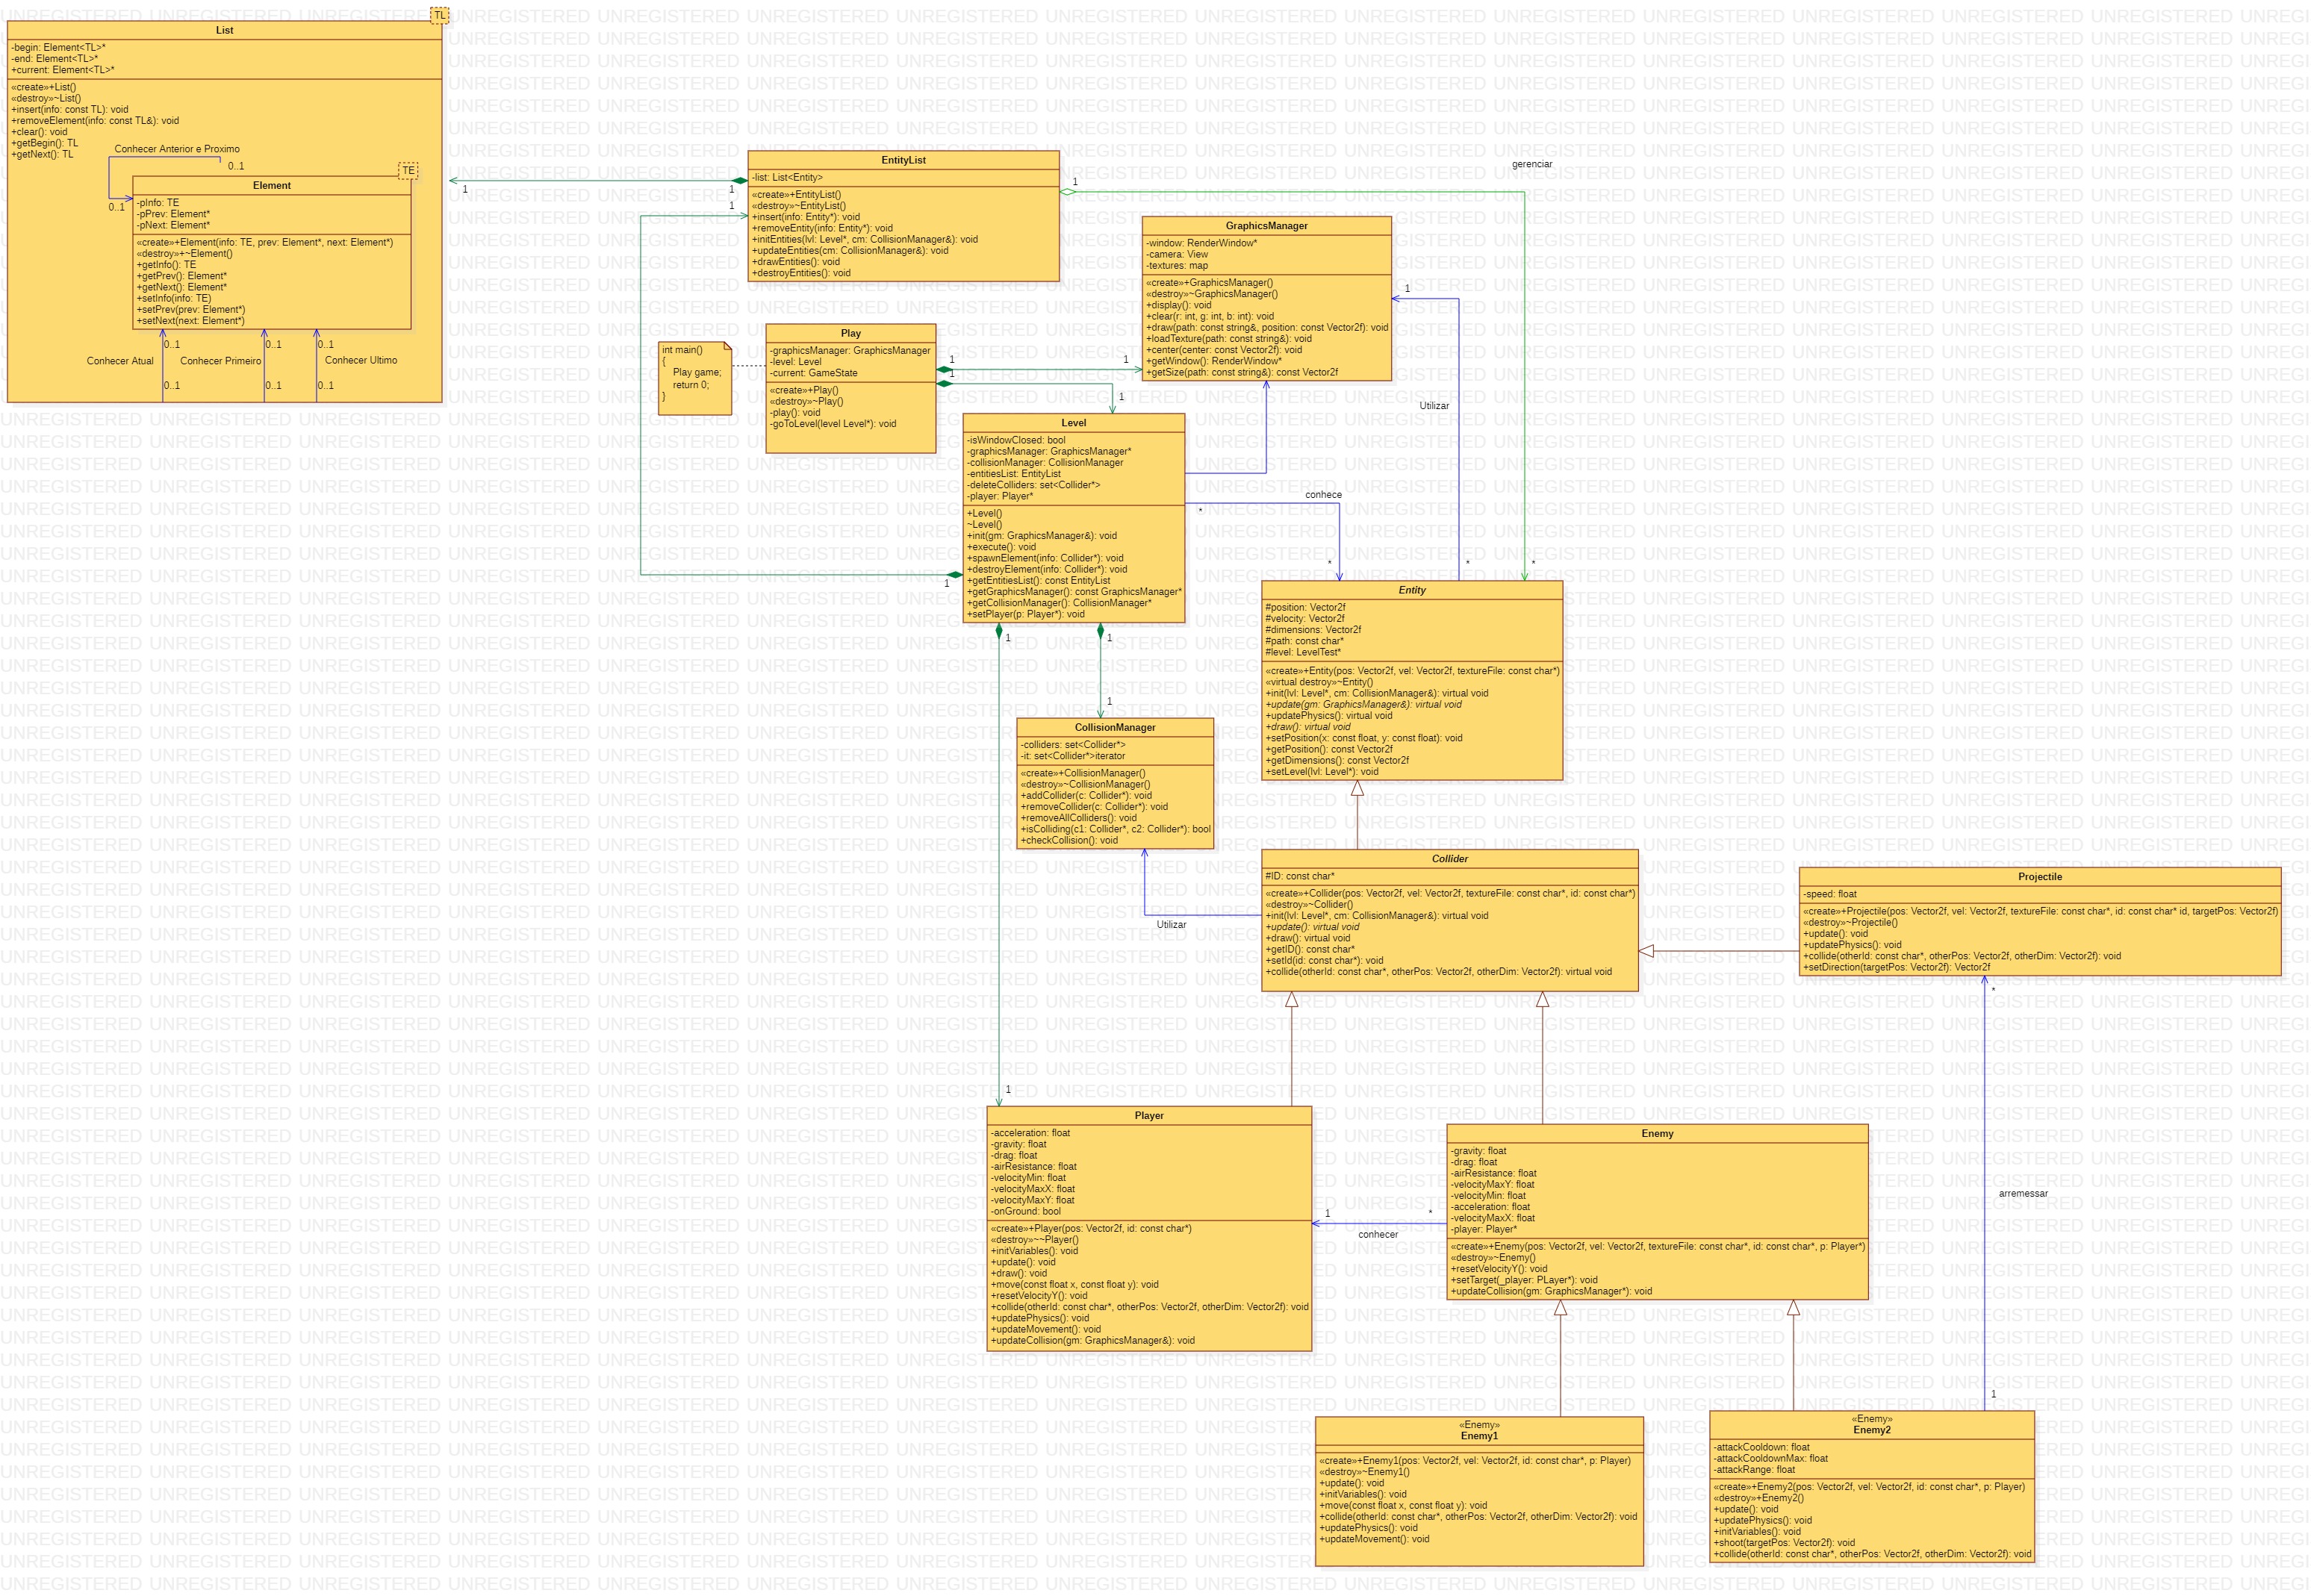 TL
List
-begin: Element<TL>*
-end: Element<TL>*
+current: Element<TL>*
«create»+List()
«destroy»~List()
+insert(info: const TL): void
+removeElement(info: const TL&): void
+clear(): void
+getBegin(): TL
+getNext(): TL
Conhecer Anterior e Proximo
0..1
0..1
TE
Element
-pInfo: TE
-pPrev: Element*
-pNext: Element*
«create»+Element(info: TE, prev: Element*, next: Element*)
«destroy»+~Element()
+getInfo(): TE
+getPrev(): Element*
+getNext(): Element*
+setInfo(info: TE)
+setPrev(prev: Element*)
+setNext(next: Element*)
0..1 0..1 0..1
Conhecer Atual Conhecer Primeiro Conhecer Ultimo
0..1 0..1 0..1
EntityList
-list: List<Entity>
«create»+EntityList()
«destroy»~EntityList()
+insert(info: Entity*): void
+removeEntity(info: Entity*): void
+initEntities(lvl: Level*, cm: CollisionManager&): void
+updateEntities(cm: CollisionManager&): void
+drawEntities(): void
+destroyEntities(): void
1
1
1
1
gerenciar
GraphicsManager
-window: RenderWindow*
-camera: View
-textures: map
«create»+GraphicsManager()
«destroy»~GraphicsManager()
+display(): void
+clear(r: int, g: int, b: int): void
+draw(path: const string&, position: const Vector2f): void
+loadTexture(path: const string&): void
+center(center: const Vector2f): void
+getWindow(): RenderWindow*
+getSize(path: const string&): const Vector2f
1
Utilizar
int main()
{
Play game;
return 0;
}
Play
-graphicsManager: GraphicsManager
-level: Level
-current: GameState
«create»+Play()
«destroy»~Play()
-play(): void
-goToLevel(level Level*): void
1
1
1
1
Level
-isWindowClosed: bool
-graphicsManager: GraphicsManager*
-collisionManager: CollisionManager
-entitiesList: EntityList
-deleteColliders: set<Collider*>
-player: Player*
+Level()
~Level()
+init(gm: GraphicsManager&): void
+execute(): void
+spawnElement(info: Collider*): void
+destroyElement(info: Collider*): void
+getEntitiesList(): const EntityList
+getGraphicsManager(): const GraphicsManager*
+getCollisionManager(): CollisionManager*
+setPlayer(p: Player*): void
conhece
*
*
*
*
1
1
1
1
1
Entity
#position: Vector2f
#velocity: Vector2f
#dimensions: Vector2f
#path: const char*
#level: LevelTest*
«create»+Entity(pos: Vector2f, vel: Vector2f, textureFile: const char*)
«virtual destroy»~Entity()
+init(lvl: Level*, cm: CollisionManager&): virtual void
+update(gm: GraphicsManager&): virtual void
+updatePhysics(): virtual void
+draw(): virtual void
+setPosition(x: const float, y: const float): void
+getPosition(): const Vector2f
+getDimensions(): const Vector2f
+setLevel(lvl: Level*): void
CollisionManager
-colliders: set<Collider*>
-it: set<Collider*>iterator
«create»+CollisionManager()
«destroy»~CollisionManager()
+addCollider(c: Collider*): void
+removeCollider(c: Collider*): void
+removeAllColliders(): void
+isColliding(c1: Collider*, c2: Collider*): bool
+checkCollision(): void
Utilizar
Collider
#ID: const char*
«create»+Collider(pos: Vector2f, vel: Vector2f, textureFile: const char*, id: const char*)
«destroy»~Collider()
+init(lvl: Level*, cm: CollisionManager&): virtual void
+update(): virtual void
+draw(): virtual void
+getID(): const char*
+setId(id: const char*): void
+collide(otherId: const char*, otherPos: Vector2f, otherDim: Vector2f): virtual void
Projectile
-speed: float
«create»+Projectile(pos: Vector2f, vel: Vector2f, textureFile: const char*, id: const char* id, targetPos: Vector2f)
«destroy»~Projectile()
+update(): void
+updatePhysics(): void
+collide(otherId: const char*, otherPos: Vector2f, otherDim: Vector2f): void
+setDirection(targetPos: Vector2f): Vector2f
*
arremessar
1
Player
-acceleration: float
-gravity: float
-drag: float
-airResistance: float
-velocityMin: float
-velocityMaxX: float
-velocityMaxY: float
-onGround: bool
«create»+Player(pos: Vector2f, id: const char*)
«destroy»~~Player()
+initVariables(): void
+update(): void
+draw(): void
+move(const float x, const float y): void
+resetVelocityY(): void
+collide(otherId: const char*, otherPos: Vector2f, otherDim: Vector2f): void
+updatePhysics(): void
+updateMovement(): void
+updateCollision(gm: GraphicsManager&): void
1 *
conhecer
Enemy
-gravity: float
-drag: float
-airResistance: float
-velocityMaxY: float
-velocityMin: float
-acceleration: float
-velocityMaxX: float
-player: Player*
«create»+Enemy(pos: Vector2f, vel: Vector2f, textureFile: const char*, id: const char*, p: Player*)
«destroy»~Enemy()
+resetVelocityY(): void
+setTarget(_player: PLayer*): void
+updateCollision(gm: GraphicsManager*): void
«Enemy»
Enemy1
«create»+Enemy1(pos: Vector2f, vel: Vector2f, id: const char*, p: Player)
«destroy»~Enemy1()
+update(): void
+initVariables(): void
+move(const float x, const float y): void
+collide(otherId: const char*, otherPos: Vector2f, otherDim: Vector2f): void
+updatePhysics(): void
+updateMovement(): void
«Enemy»
Enemy2
-attackCooldown: float
-attackCooldownMax: float
-attackRange: float
«create»+Enemy2(pos: Vector2f, vel: Vector2f, id: const char*, p: Player)
«destroy»+Enemy2()
+update(): void
+updatePhysics(): void
+initVariables(): void
+shoot(targetPos: Vector2f): void
+collide(otherId: const char*, otherPos: Vector2f, otherDim: Vector2f): void
UNREGISTERED